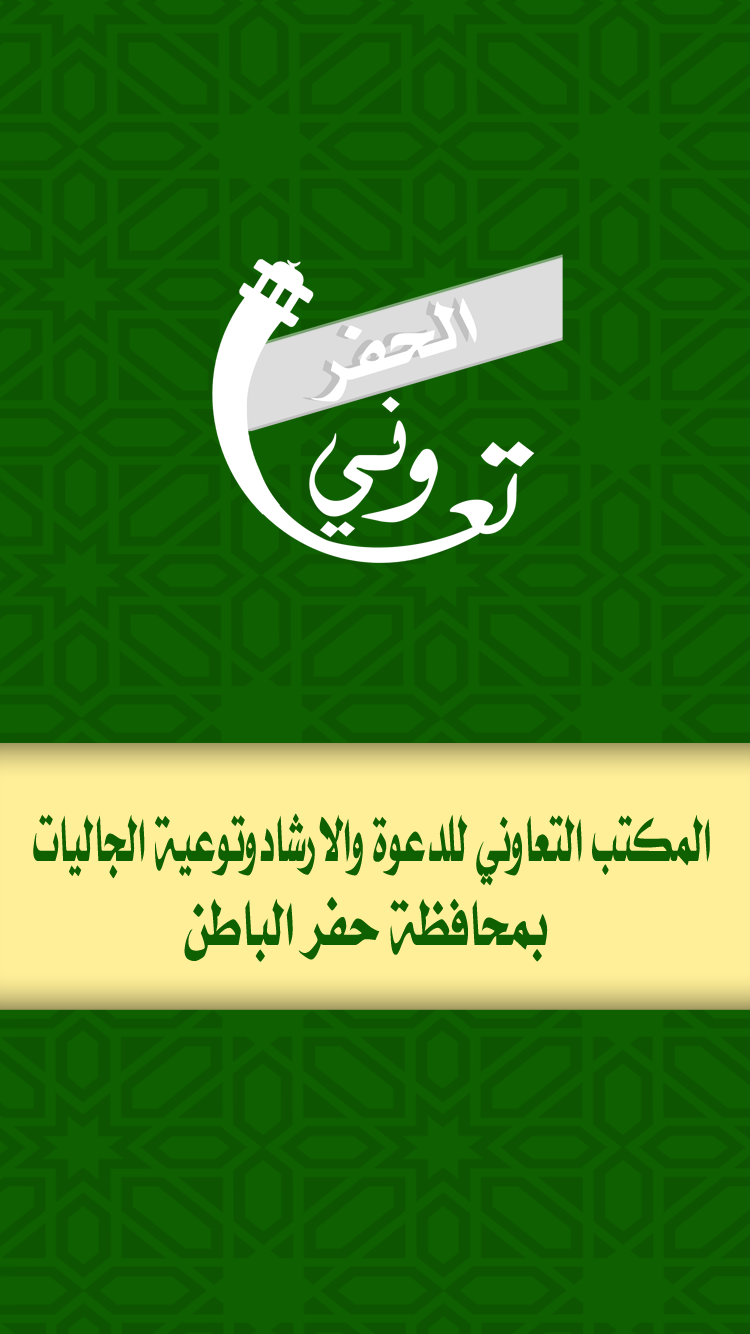 الحفر
تعاوني
المكتب التعاوني للدعوة والارشاد وتوعية الجاليات
بمحافظة حفر الباطن